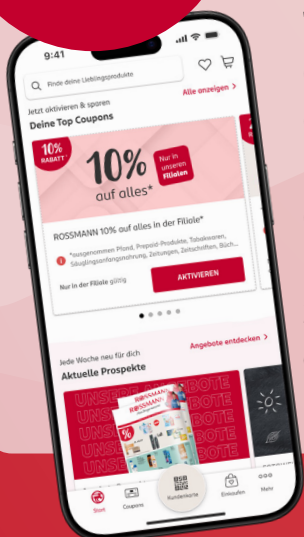 9:41
Finde deine Lieblingsprodukte
Jetzt aktivieren & sparen
Deine Top Coupons
Alle anzeigen >
10%
RABATT*
10%
auf alles*
Nur in
unseren
Filialen
ROSSMANN 10% auf alles in der Filiale*
*ausgenommen Pfand, Prepaid-Produkte, Tabakwaren,
Säuglingsanfangsnahrung, Zeitungen, Zeitschriften, Büch...
Nur in der Filiale gültig
AKTIVIEREN
Jede Woche neu für dich
Aktuelle Prospekte
Angebote entdecken >
UNSERE ANGEBOTE
ROSSMANN
ROSSMANN
%
Start
Coupons
Kundenkarte
Einkaufen
Mehr